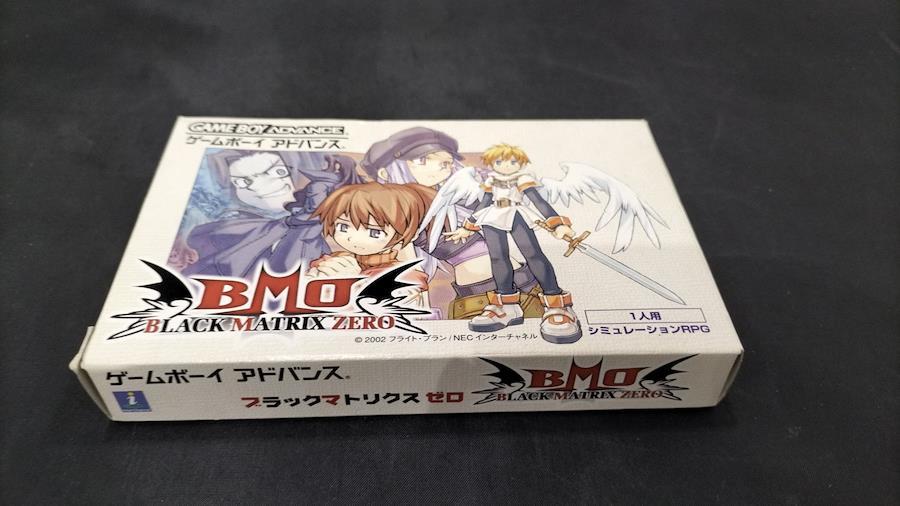 GAME BOY ADVANCE
ゲームボーイ アドバンス
BMO
BLACK MATRIX ZERO
1人用
シミュレーションRPG
© 2002 フライト・プラン / NEC インターチャネル
ゲームボーイ アドバンス
ブラックマトリクス ゼロ
BMO
BLACK MATRIX ZERO
i